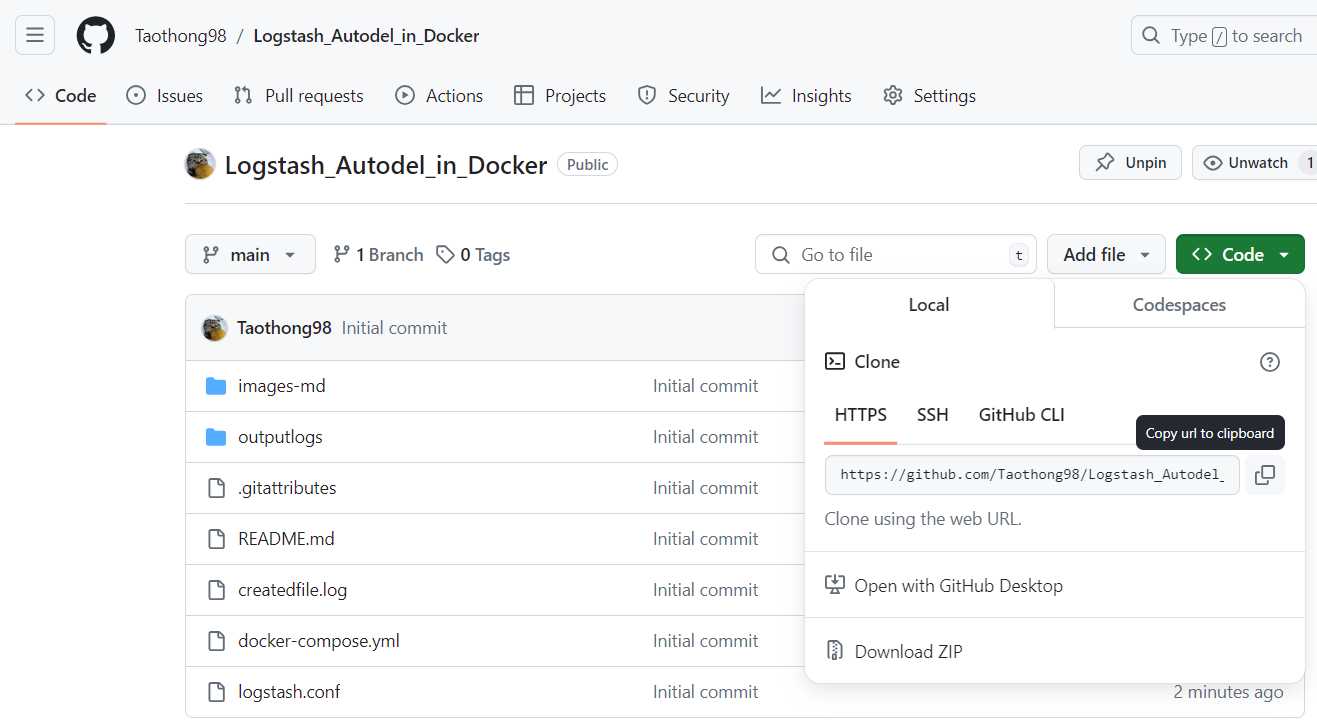 Taothong98 / Logstash_Autodel_in_Docker
Type / to search
Code Issues Pull requests Actions Projects Security Insights Settings
Logstash_Autodel_in_Docker Public
Unpin Unwatch 1
main 1 Branch 0 Tags Go to file t Add file Code
Taothong98 Initial commit
Local Codespaces
Clone
HTTPS SSH GitHub CLI
Copy url to clipboard
https://github.com/Taothong98/Logstash_Autodel_
Clone using the web URL.
Open with GitHub Desktop
Download ZIP
images-md Initial commit
outputlogs Initial commit
.gitattributes Initial commit
README.md Initial commit
createdfile.log Initial commit
docker-compose.yml Initial commit
logstash.conf Initial commit 2 minutes ago